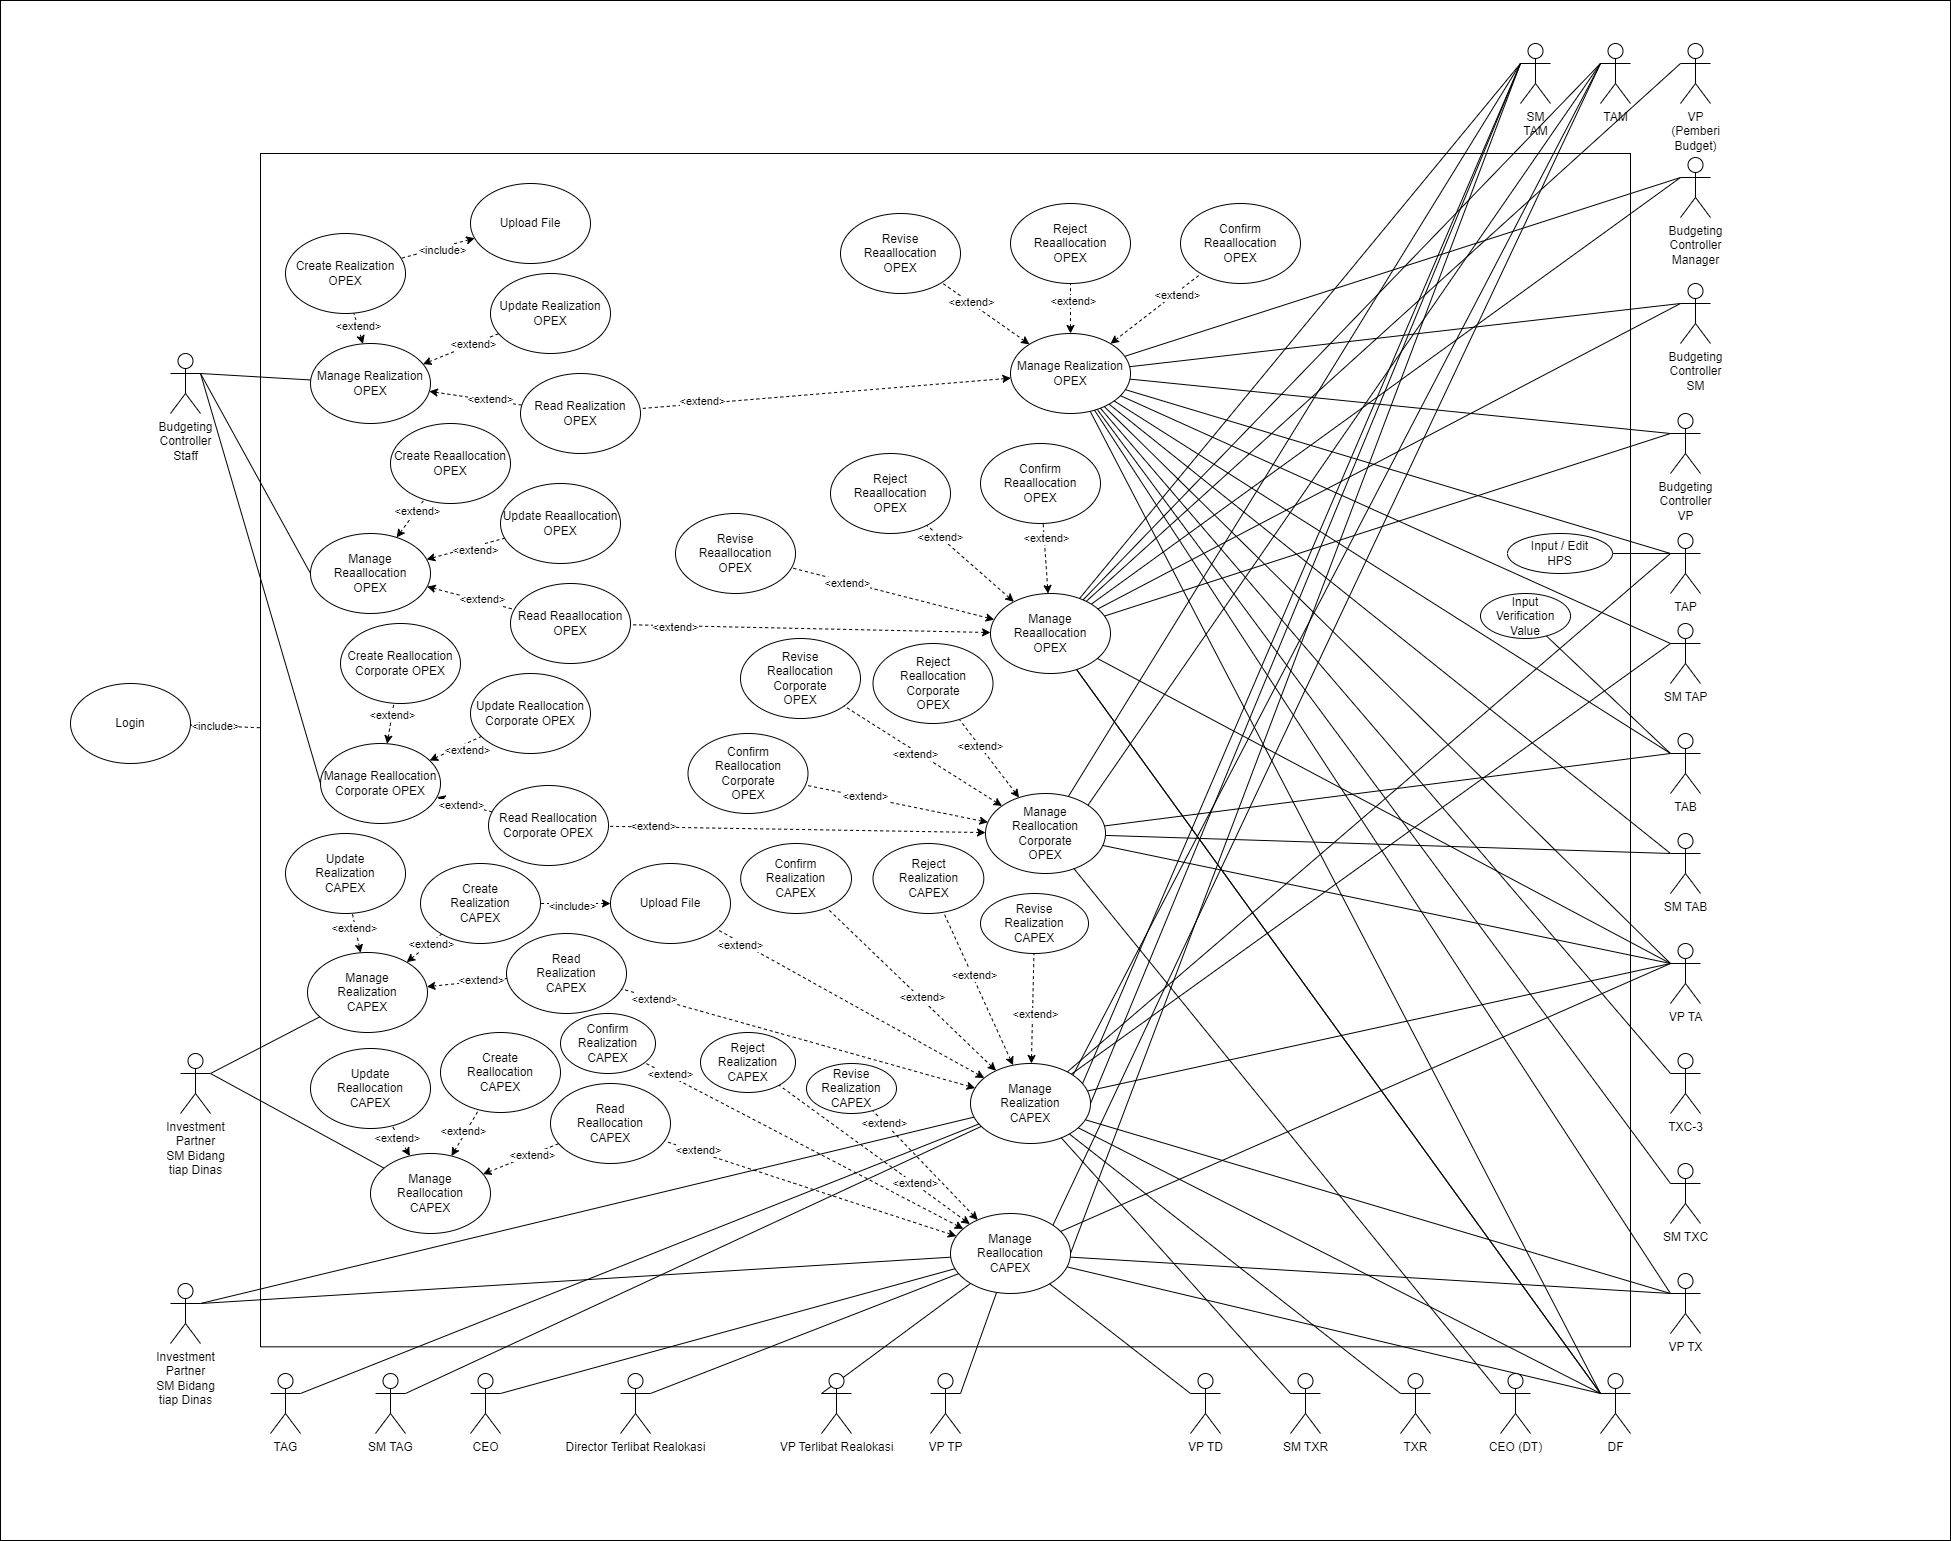 SM
TAM
TAM
VP
(Pemberi
Budget)
Upload File
<include>
Create Realization
OPEX
Update Realization
OPEX
<extend>
<extend>
Manage Realization
OPEX
<extend>
Read Realization
OPEX
<extend>
Revise
Reaallocation
OPEX
Reject
Reaallocation
OPEX
Confirm
Reaallocation
OPEX
<extend>
<extend>
<extend>
Manage Realization
OPEX
Budgeting
Controller
Manager
Budgeting
Controller
SM
Budgeting
Controller
Staff
Create Reaallocation
OPEX
<extend>
Update Reaallocation
OPEX
<extend>
Manage
Reaallocation
OPEX
<extend>
Read Reaallocation
OPEX
<extend>
Revise
Reaallocation
OPEX
Reject
Reaallocation
OPEX
Confirm
Reaallocation
OPEX
<extend>
<extend>
<extend>
Manage
Reaallocation
OPEX
Budgeting
Controller
VP
Input / Edit
HPS
TAP
Input
Verification
Value
SM TAP
Create Reallocation
Corporate OPEX
<extend>
Update Reallocation
Corporate OPEX
<extend>
Login
<include>
Manage Reallocation
Corporate OPEX
<extend>
Read Reallocation
Corporate OPEX
<extend>
Revise
Reallocation
Corporate
OPEX
Reject
Reallocation
Corporate
OPEX
Confirm
Reallocation
Corporate
OPEX
<extend>
<extend>
<extend>
Manage
Reallocation
Corporate
OPEX
TAB
SM TAB
Update
Realization
CAPEX
Create
Realization
CAPEX
<include>
Upload File
<extend>
<extend>
<extend>
Manage
Realization
CAPEX
<extend>
Read
Realization
CAPEX
<extend>
Confirm
Realization
CAPEX
Reject
Realization
CAPEX
Revise
Realization
CAPEX
<extend>
<extend>
<extend>
Manage
Realization
CAPEX
VP TA
TXC-3
Investment
Partner
SM Bidang
tiap Dinas
Update
Reallocation
CAPEX
Create
Reallocation
CAPEX
<extend>
<extend>
Manage
Reallocation
CAPEX
<extend>
Read
Reallocation
CAPEX
<extend>
Confirm
Realization
CAPEX
Reject
Realization
CAPEX
Revise
Realization
CAPEX
<extend>
<extend>
<extend>
Manage
Reallocation
CAPEX
SM TXC
VP TX
Investment
Partner
SM Bidang
tiap Dinas
TAG
SM TAG
CEO
Director Terlibat Realokasi
VP Terlibat Realokasi
VP TP
VP TD
SM TXR
TXR
CEO (DT)
DF